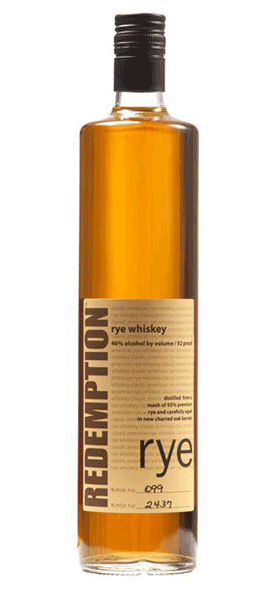 REDEMPTION
rye whiskey
46% alcohol by volume / 92 proof
distilled from a
mash of 95% premium
rye and carefully aged
in new charred oak barrels
rye
Batch No. 099
Bottle No. 2437